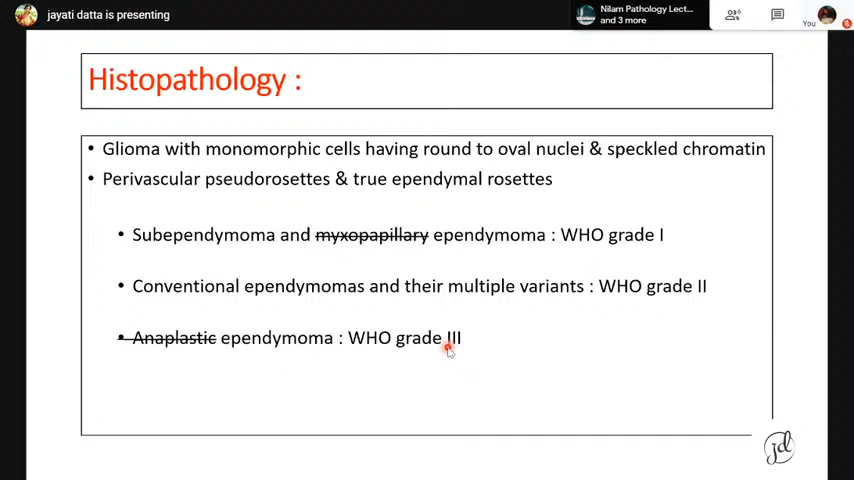 jayati datta is presenting
Nilam Pathology Lect...
and 3 more
6
You
Histopathology :
• Glioma with monomorphic cells having round to oval nuclei & speckled chromatin
• Perivascular pseudorosettes & true ependymal rosettes
• Subependymoma and myxopapillary ependymoma : WHO grade I
• Conventional ependymomas and their multiple variants : WHO grade II
• Anaplastic ependymoma : WHO grade III
jd